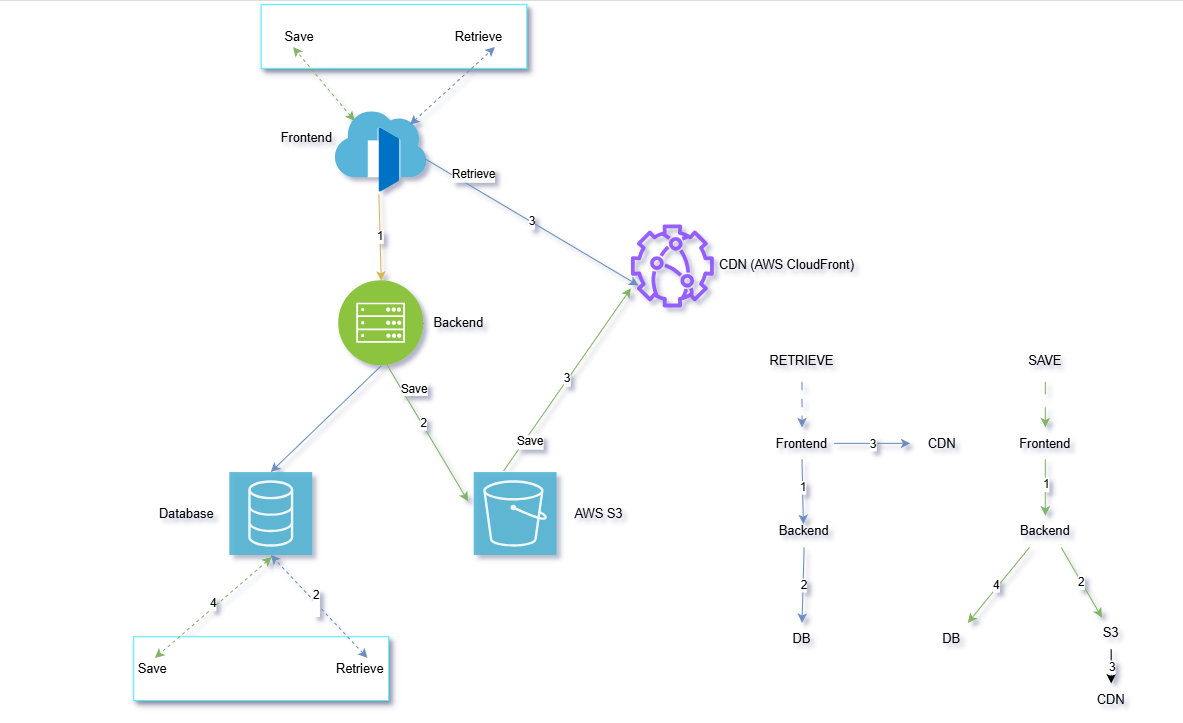 Save
Retrieve
Frontend
Retrieve
3
1
CDN (AWS CloudFront)
Backend
Save
2
3
Save
Database
AWS S3
4
2
Save
Retrieve
RETRIEVE
Frontend
3
CDN
1
Backend
2
DB
SAVE
Frontend
1
Backend
4
2
DB
S3
3
CDN